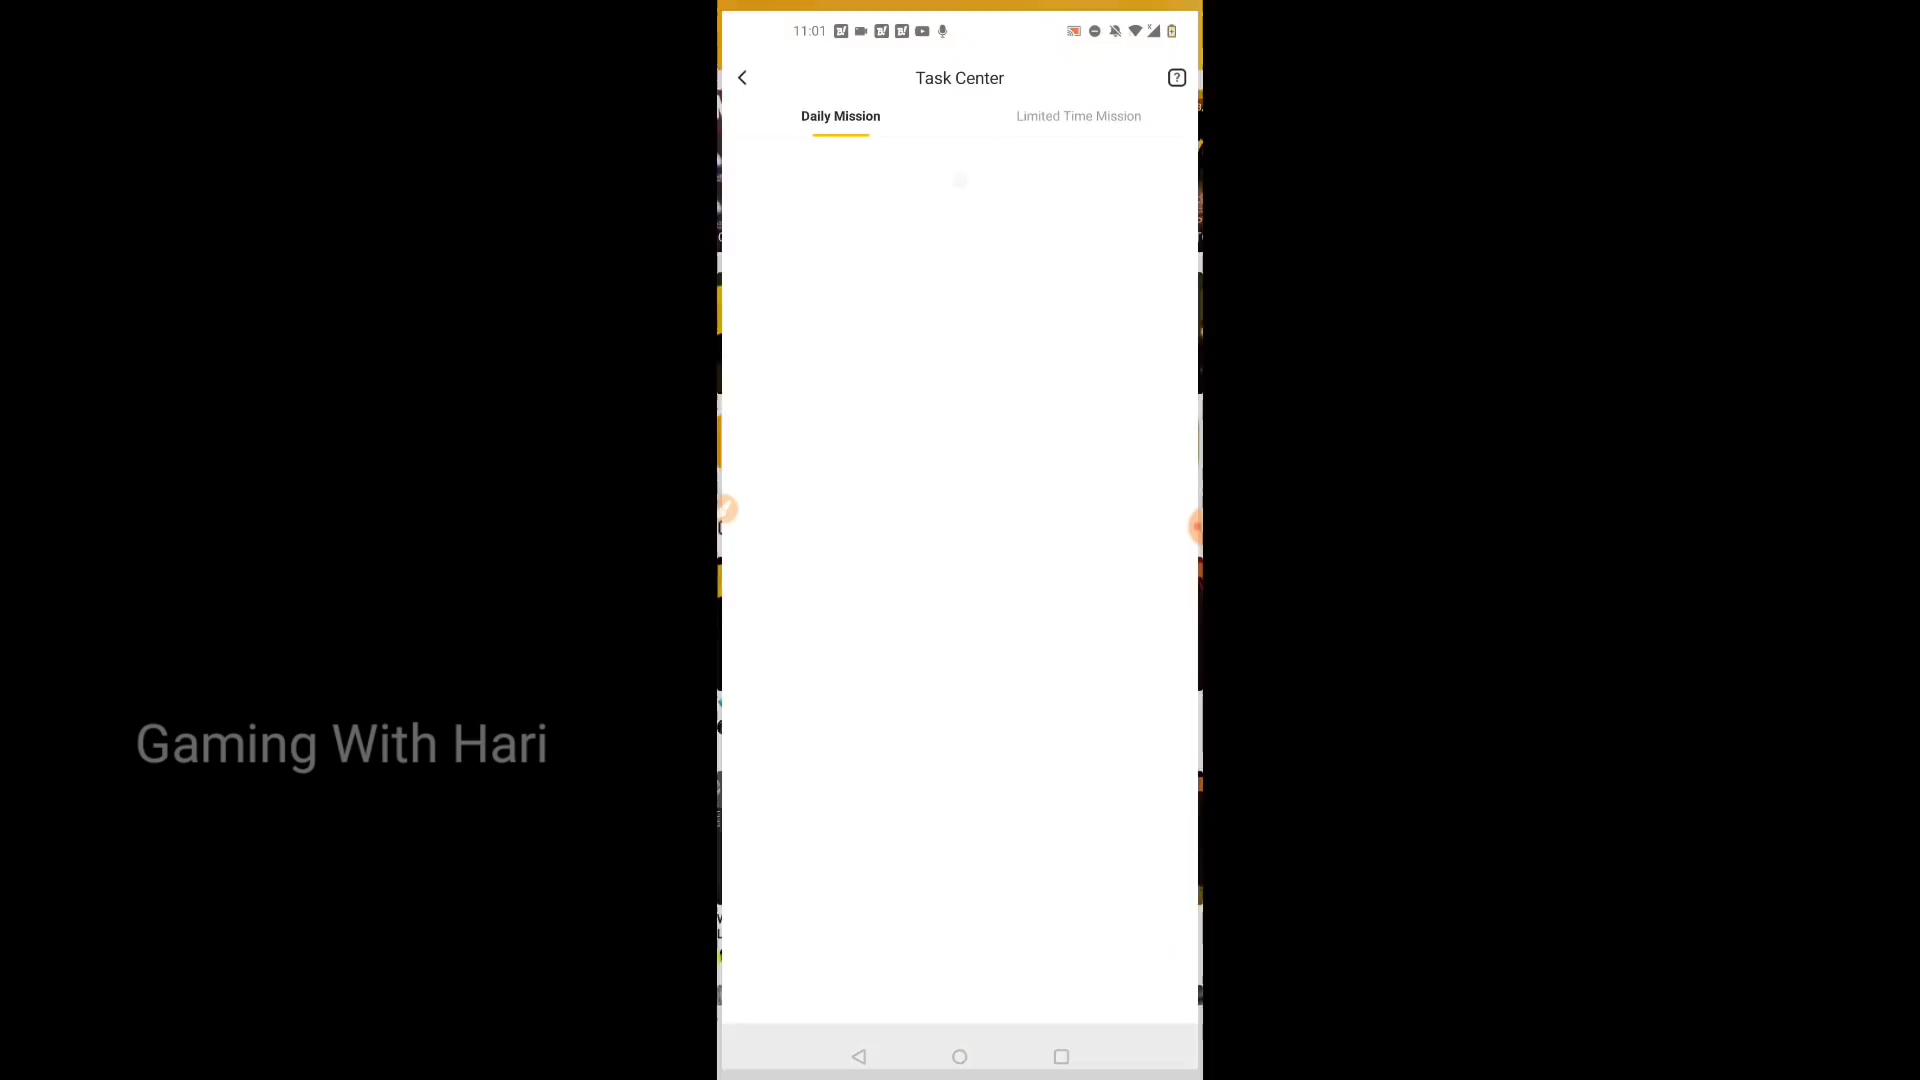 11:01
Task Center
Daily Mission
Limited Time Mission
Gaming With Hari